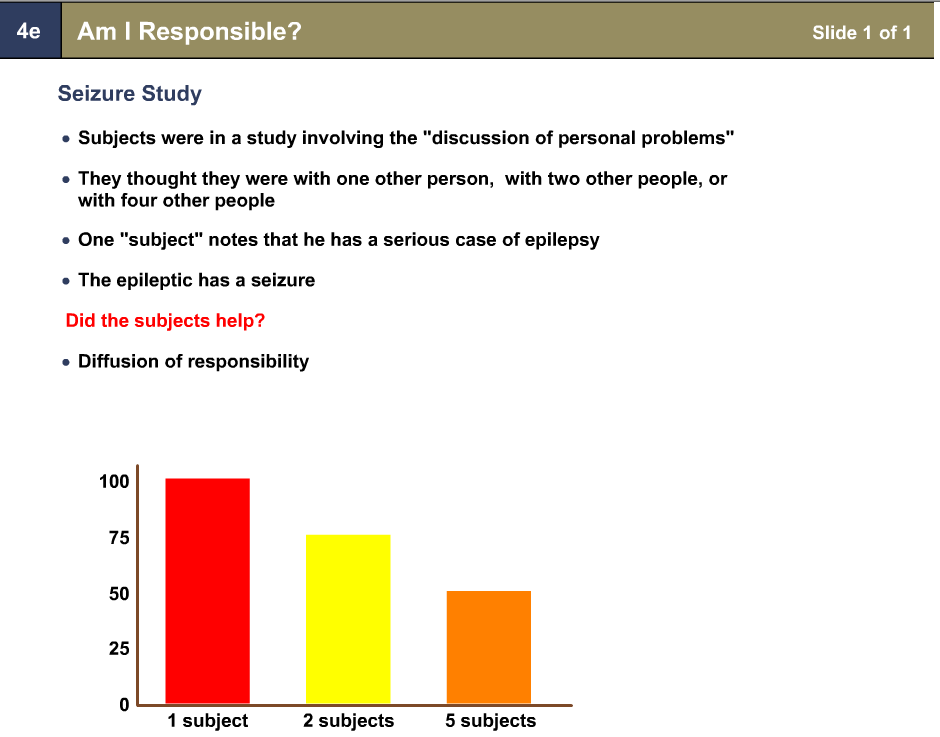 4e Am I Responsible? Slide 1 of 1
Seizure Study
• Subjects were in a study involving the "discussion of personal problems"
• They thought they were with one other person, with two other people, or
with four other people
• One "subject" notes that he has a serious case of epilepsy
• The epileptic has a seizure
Did the subjects help?
• Diffusion of responsibility
100
75
50
25
0
1 subject 2 subjects 5 subjects